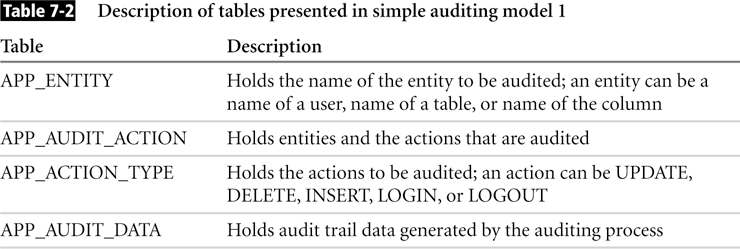 Table 7-2 Description of tables presented in simple auditing model 1
Table Description
APP_ENTITY Holds the name of the entity to be audited; an entity can be a
name of a user, name of a table, or name of the column
APP_AUDIT_ACTION Holds entities and the actions that are audited
APP_ACTION_TYPE Holds the actions to be audited; an action can be UPDATE,
DELETE, INSERT, LOGIN, or LOGOUT
APP_AUDIT_DATA Holds audit trail data generated by the auditing process